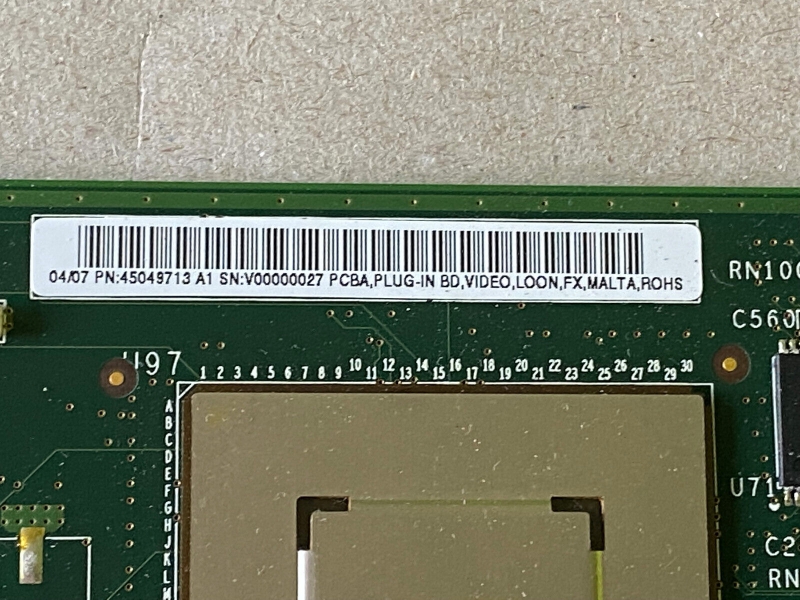 04/07 PN:45049713 A1 SN:V00000027 PCBA,PLUG-IN BD,VIDEO,LOON,FX,MALTA,ROHS
RN10
C560
U97
1 2 3 4 5 6 7 8 9 10 11 12 13 14 15 16 17 18 19 20 21 22 23 24 25 26 27 28 29 30
A
B
C
D
E
F
G
H
J
K
L
M
U71
C2
RN